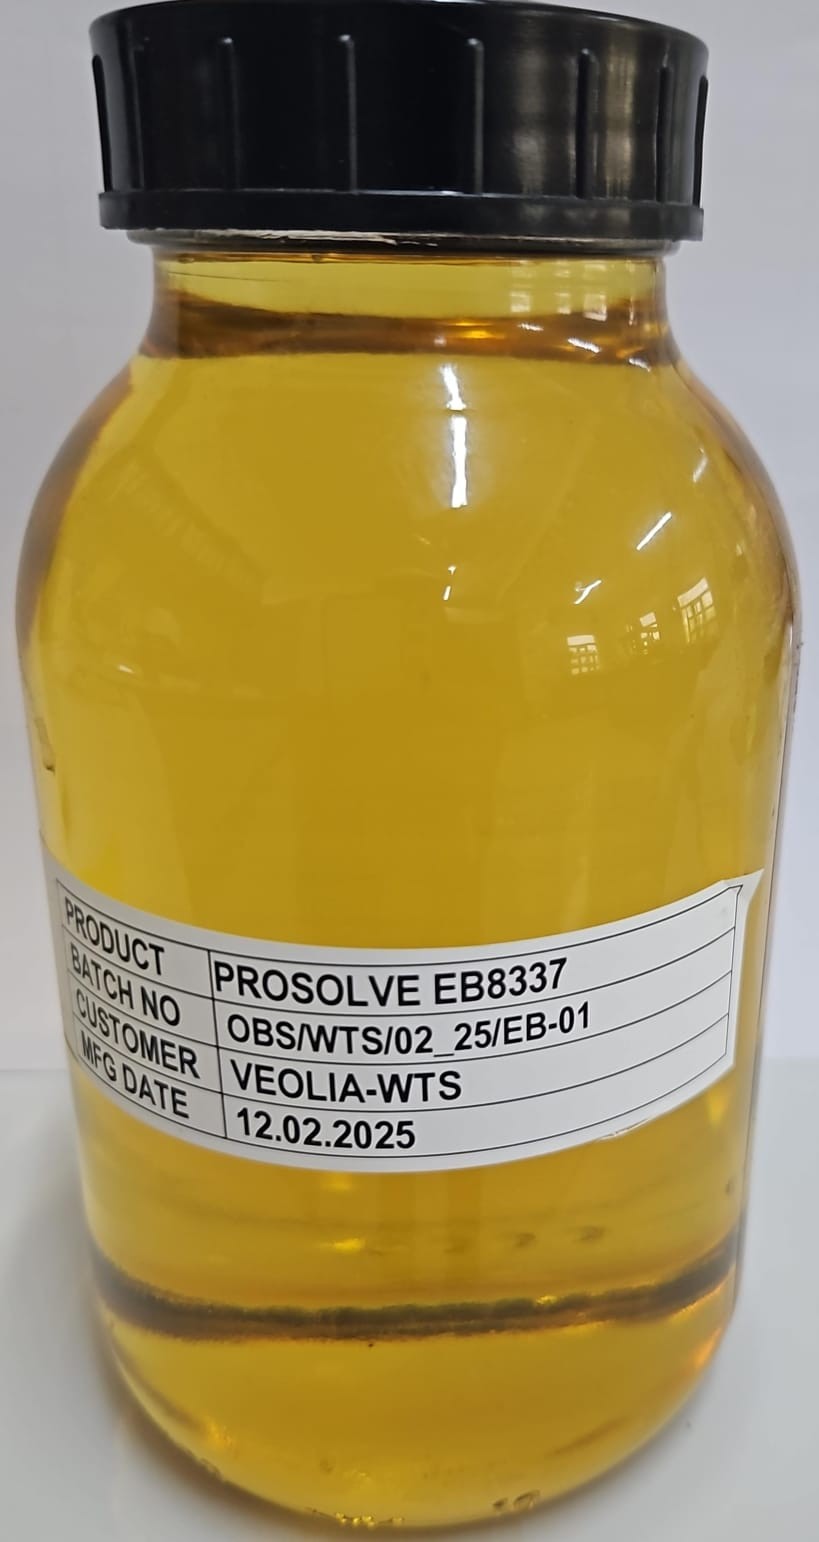 PRODUCT PROSOLVE EB8337
BATCH NO OBS/WTS/02_25/EB-01
CUSTOMER VEOLIA-WTS
MFG DATE 12.02.2025